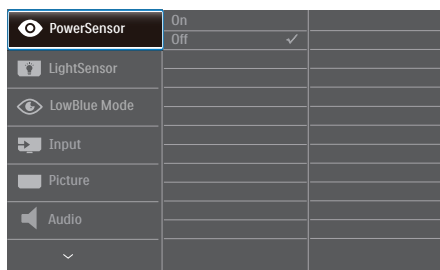 PowerSensor
On
Off
LightSensor
LowBlue Mode
Input
Picture
Audio